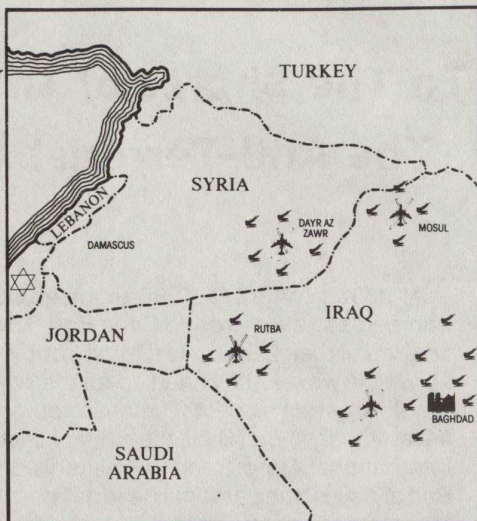 TURKEY
SYRIA
LEBANON
DAMASCUS
DAYR AZ
ZAWR
MOSUL
IRAQ
RUTBA
JORDAN
BAGHDAD
SAUDI
ARABIA